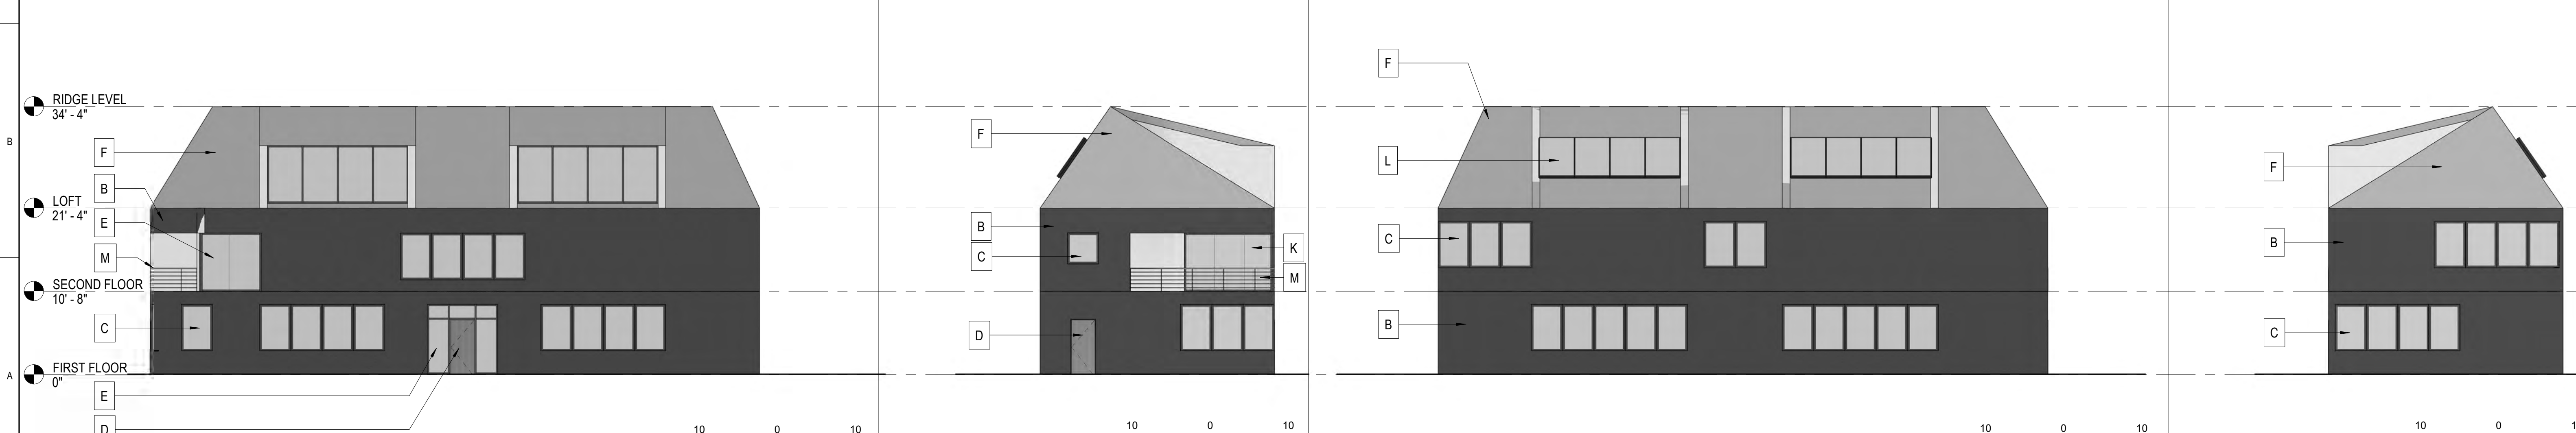 B
A
RIDGE LEVEL
34' - 4"
F
B
LOFT
21' - 4"
E
M
SECOND FLOOR
10' - 8"
C
FIRST FLOOR
0"
E
D
10 0 10
F
B
C
K
M
D
10 0 10
F
L
C
B
10 0 10
F
B
C
10 0